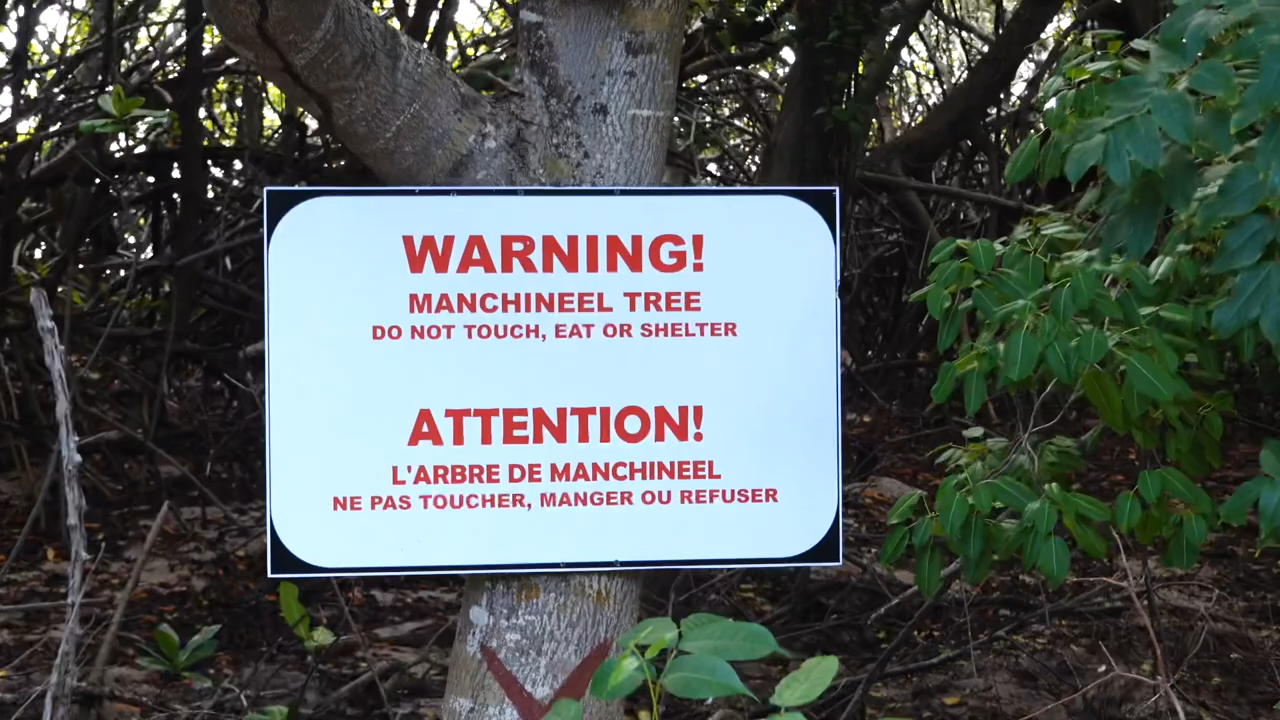 WARNING!
MANCHINEEL TREE
DO NOT TOUCH, EAT OR SHELTER
ATTENTION!
L'ARBRE DE MANCHINEEL
NE PAS TOUCHER, MANGER OU REFUSER